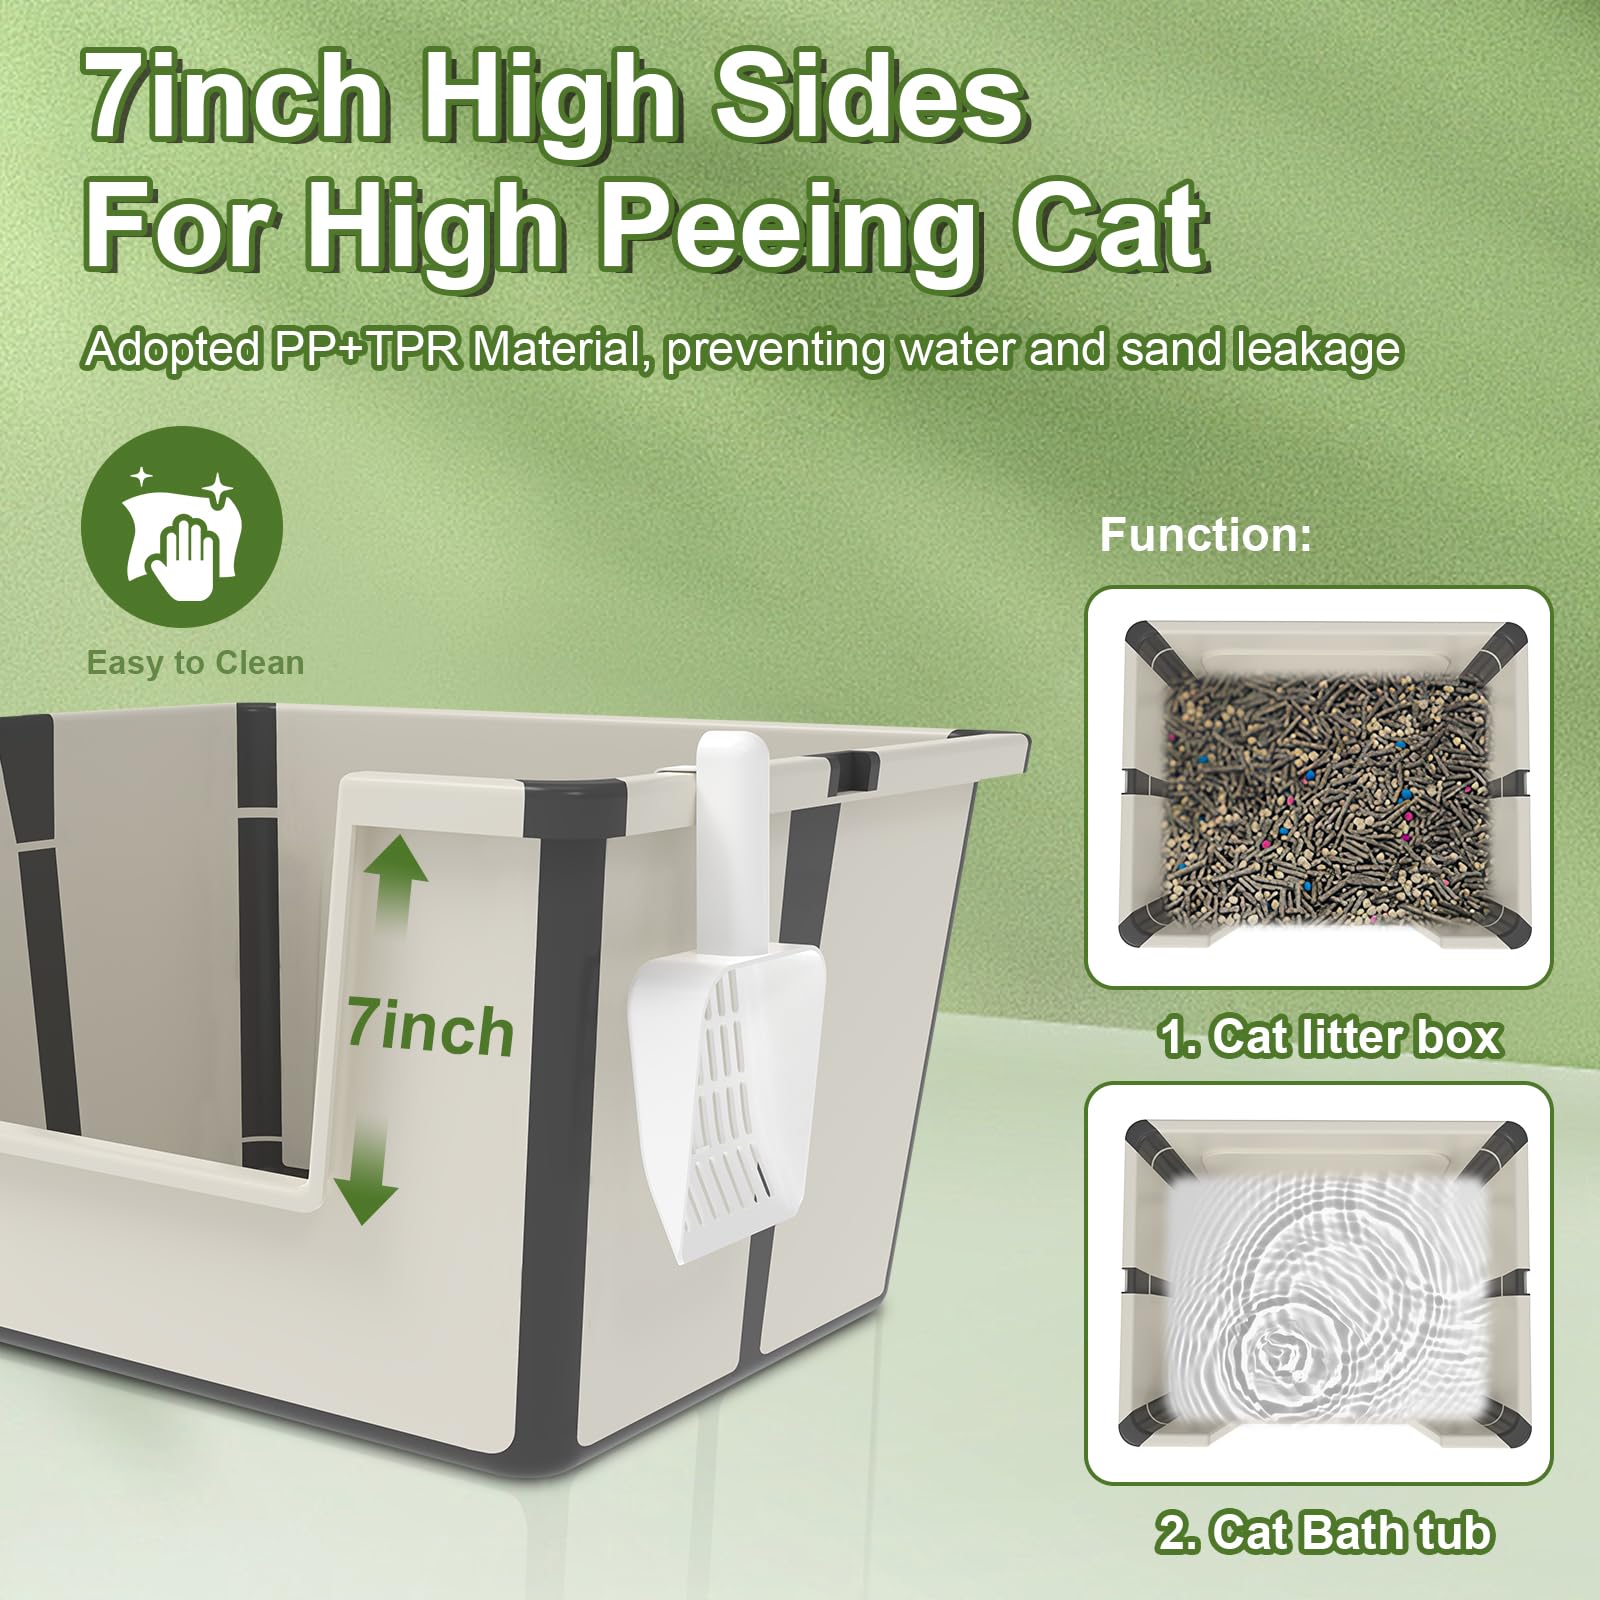 7inch High Sides
For High Peeing Cat
Adopted PP+TPR Material, preventing water and sand leakage
Easy to Clean
Function:
7inch
1. Cat litter box
2. Cat Bath tub